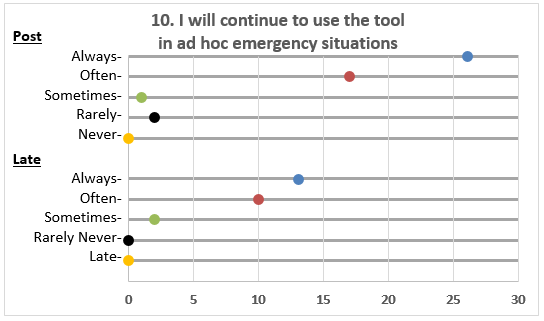 10. I will continue to use the tool
in ad hoc emergency situations
Post
Always-
Often-
Sometimes-
Rarely-
Never-
Late
Always-
Often-
Sometimes-
Rarely Never-
Late-
0 5 10 15 20 25 30